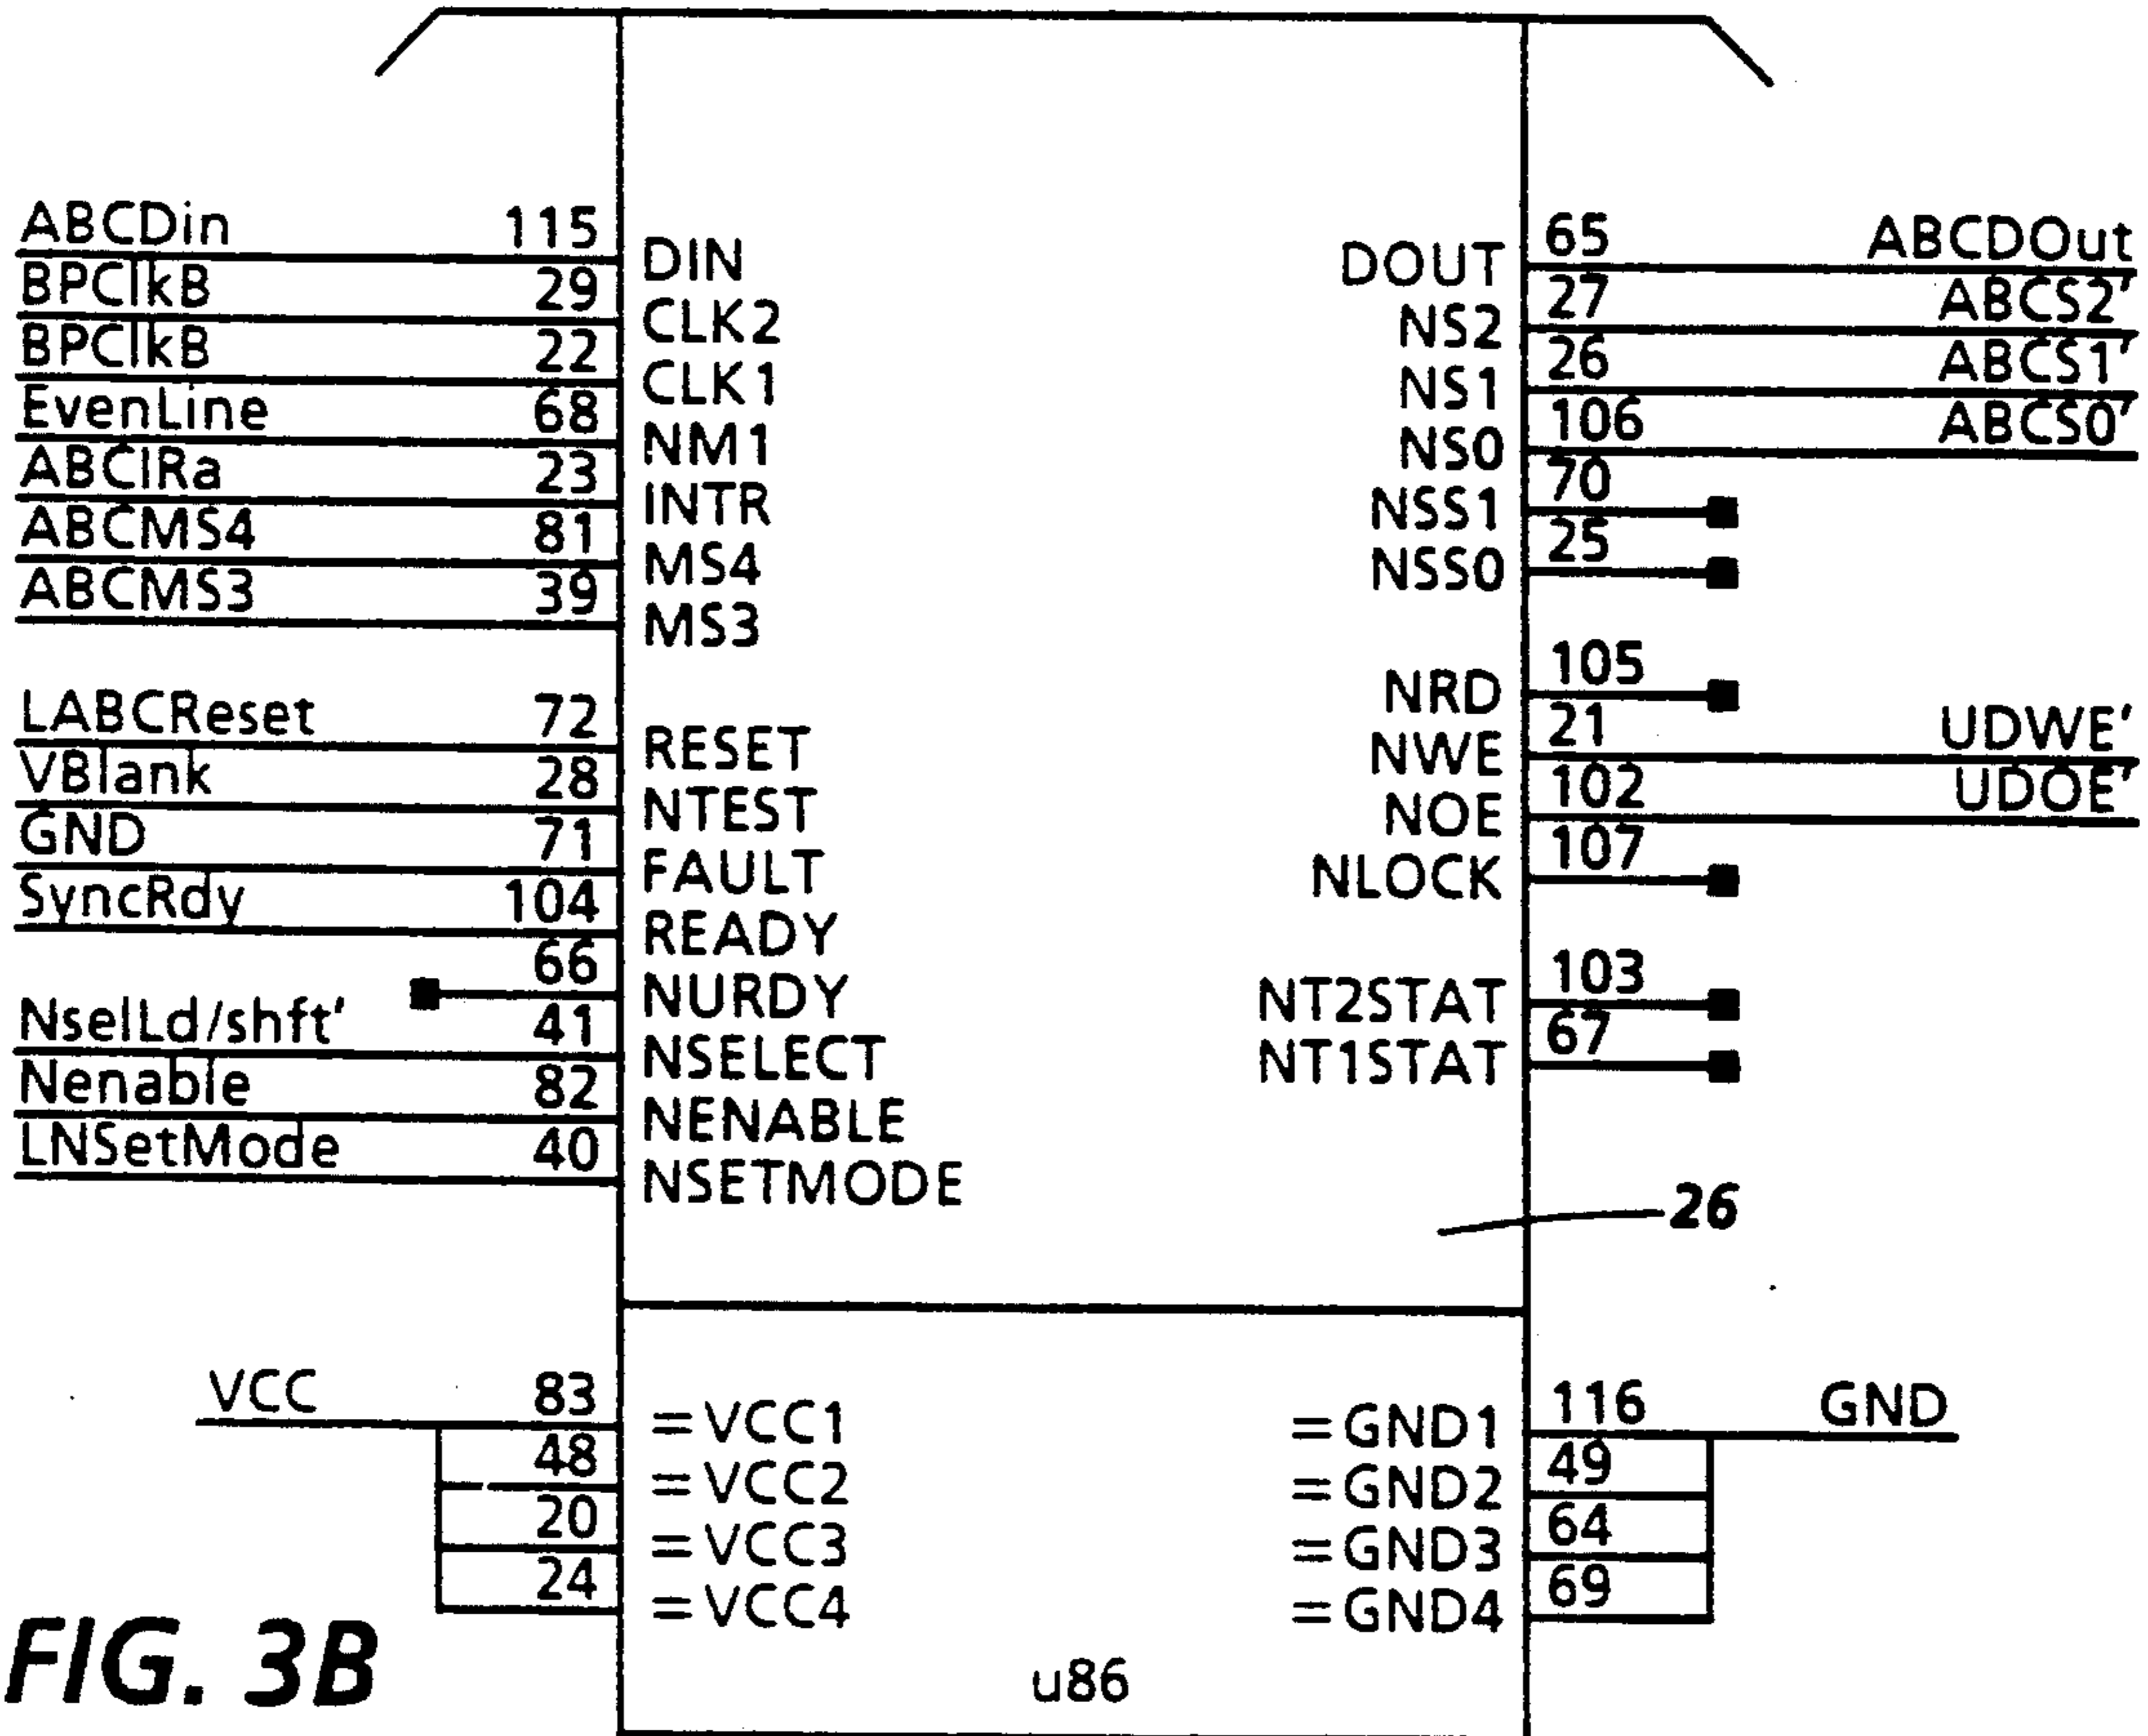 ABCDin 115 DIN DOUT 65 ABCDOut
BPClkB 29 CLK2 NS2 27 ABCS2'
BPClkB 22 CLK1 NS1 26 ABCS1'
EvenLine 68 NM1 NS0 106 ABCS0'
ABCIRa 23 INTR NSS1 70
ABCMS4 81 MS4 NSS0 25
ABCMS3 39 MS3
NRD 105
LABCReset 72 RESET NWE 21 UDWE'
VBlank 28 NTEST NOE 102 UDOE'
GND 71 FAULT NLOCK 107
SyncRdy 104 READY
66 NURDY NT2STAT 103
NselLd/shft' 41 NSELECT NT1STAT 67
Nenable 82 NENABLE
LNSetMode 40 NSETMODE
26
VCC 83 =VCC1 =GND1 116 GND
48 =VCC2 =GND2 49
20 =VCC3 =GND3 64
24 =VCC4 =GND4 69
FIG. 3B
u86